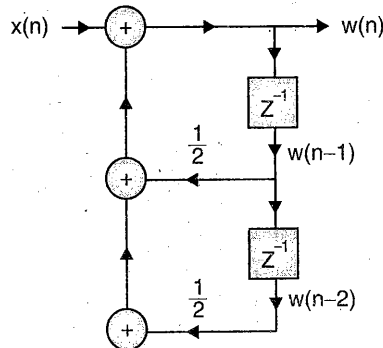 x(n) + w(n)
Z⁻¹
1/2 w(n–1)
+
Z⁻¹
1/2 w(n–2)
+